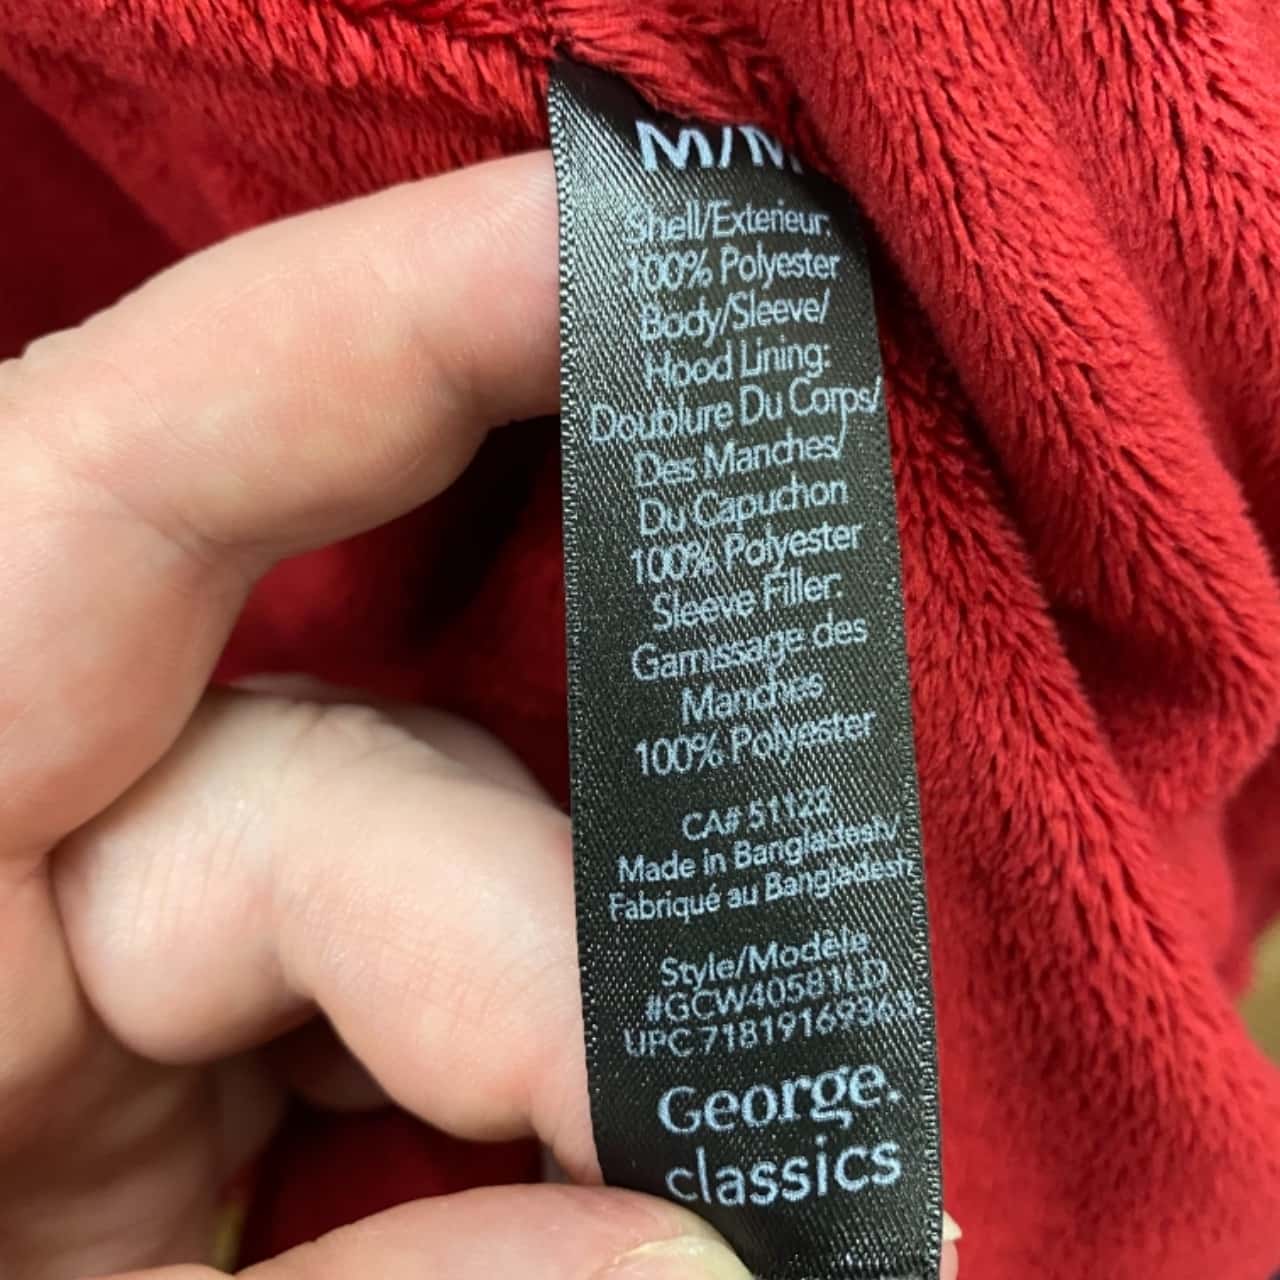 M/M
Shell/Exterieur:
100% Polyester
Body/Sleeve/
Hood Lining:
Doublure Du Corps/
Des Manches/
Du Capuchon
100% Polyester
Sleeve Filler:
Garnissage des
Manches
100% Polyester
CA# 51122
Made in Bangladesh/
Fabriqué au Bangladesh
Style/Modèle
#GCW40581LD
UPC
George.
classics